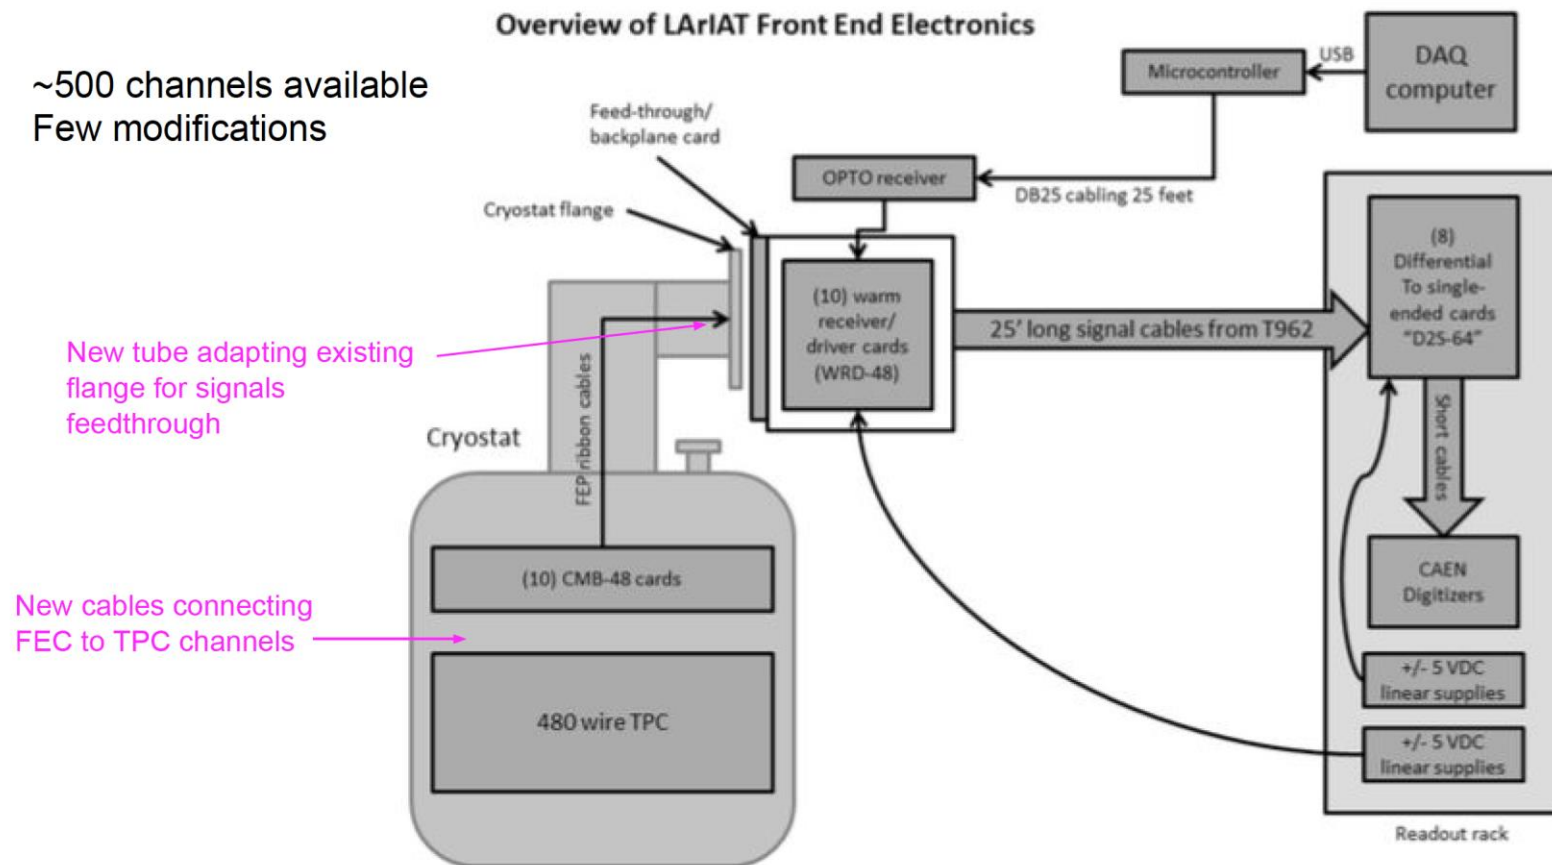 Overview of LArIAT Front End Electronics
~500 channels available
Few modifications
Feed-through/
backplane card
Cryostat flange
Microcontroller
USB
DAQ
computer
OPTO receiver
DB25 cabling 25 feet
(10) warm
receiver/
driver cards
(WRD-48)
25' long signal cables from T962
(8)
Differential
To single-
ended cards
"D2S-64"
Short cables
CAEN
Digitizers
+/- 5 VDC
linear supplies
+/- 5 VDC
linear supplies
Readout rack
New tube adapting existing
flange for signals
feedthrough
Cryostat
FEP ribbon cables
(10) CMB-48 cards
New cables connecting
FEC to TPC channels
480 wire TPC